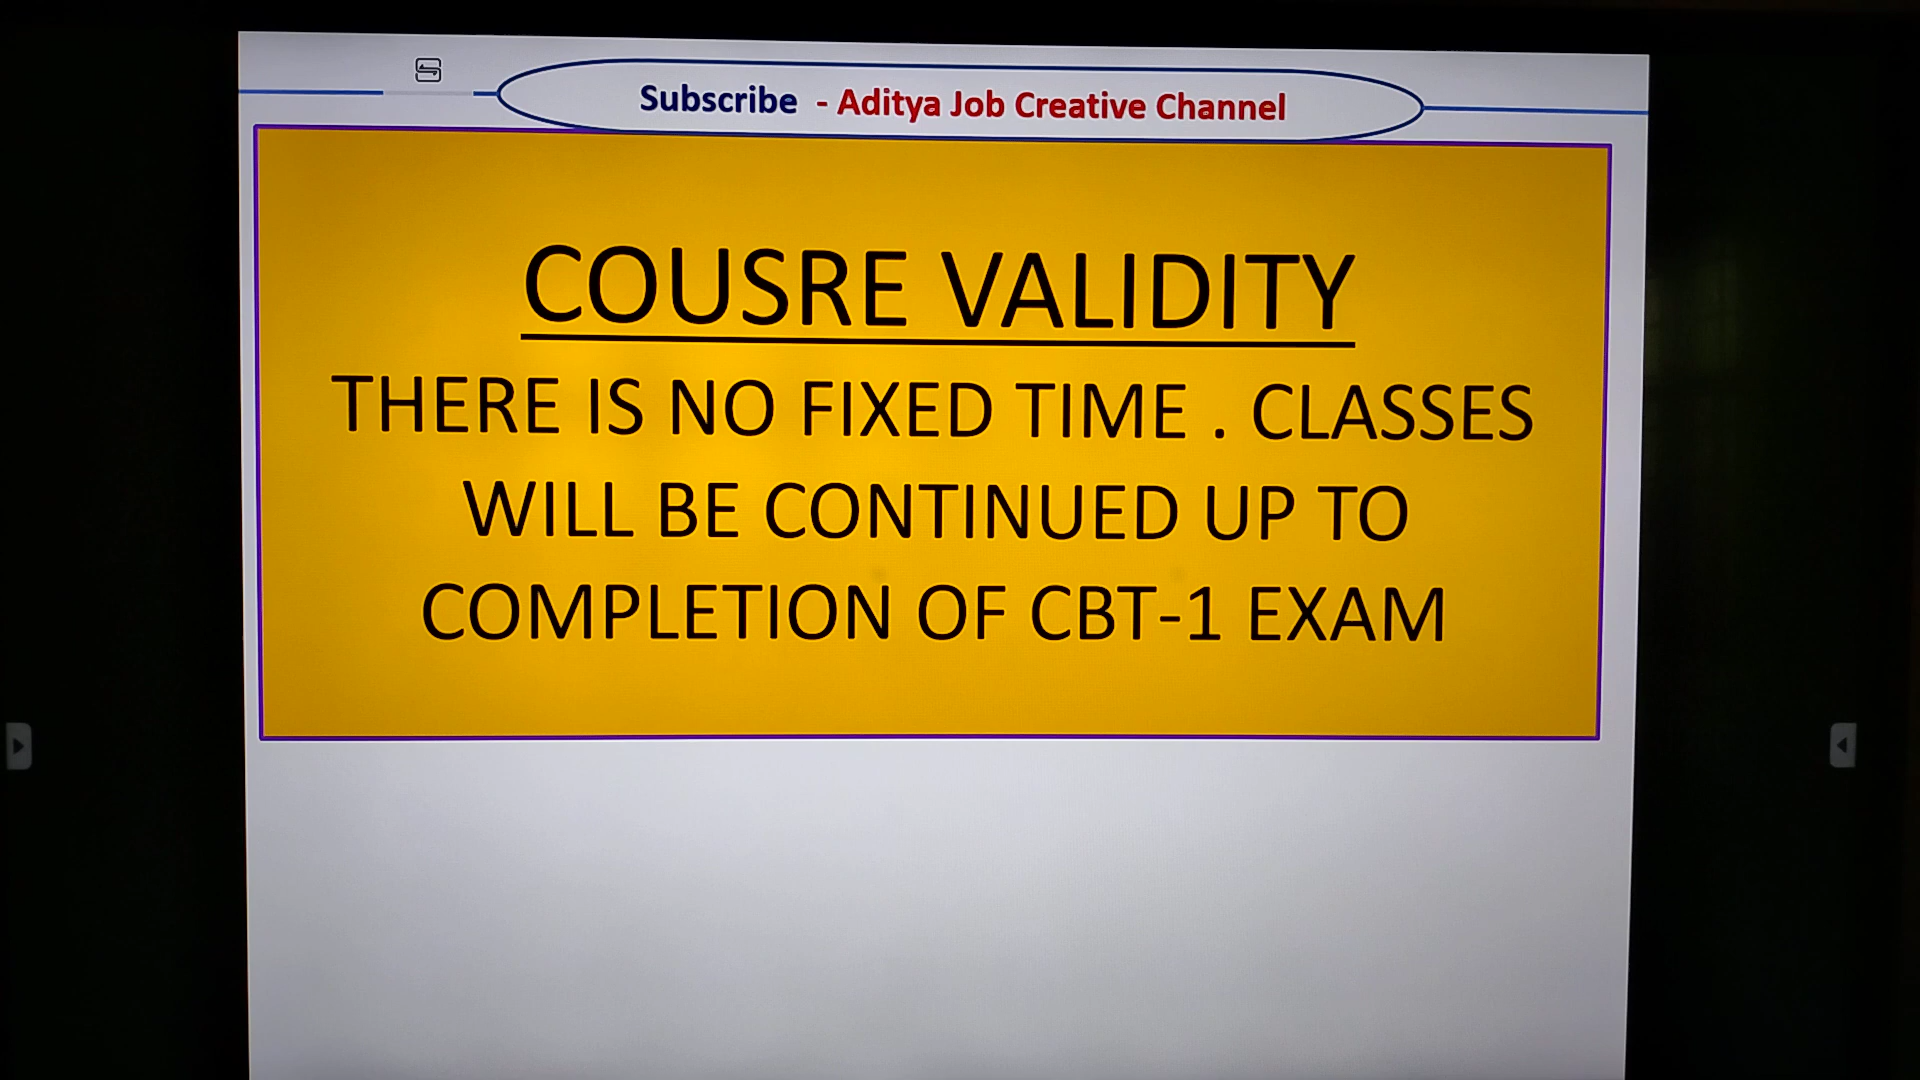 Subscribe - Aditya Job Creative Channel
COUSRE VALIDITY
THERE IS NO FIXED TIME . CLASSES
WILL BE CONTINUED UP TO
COMPLETION OF CBT-1 EXAM